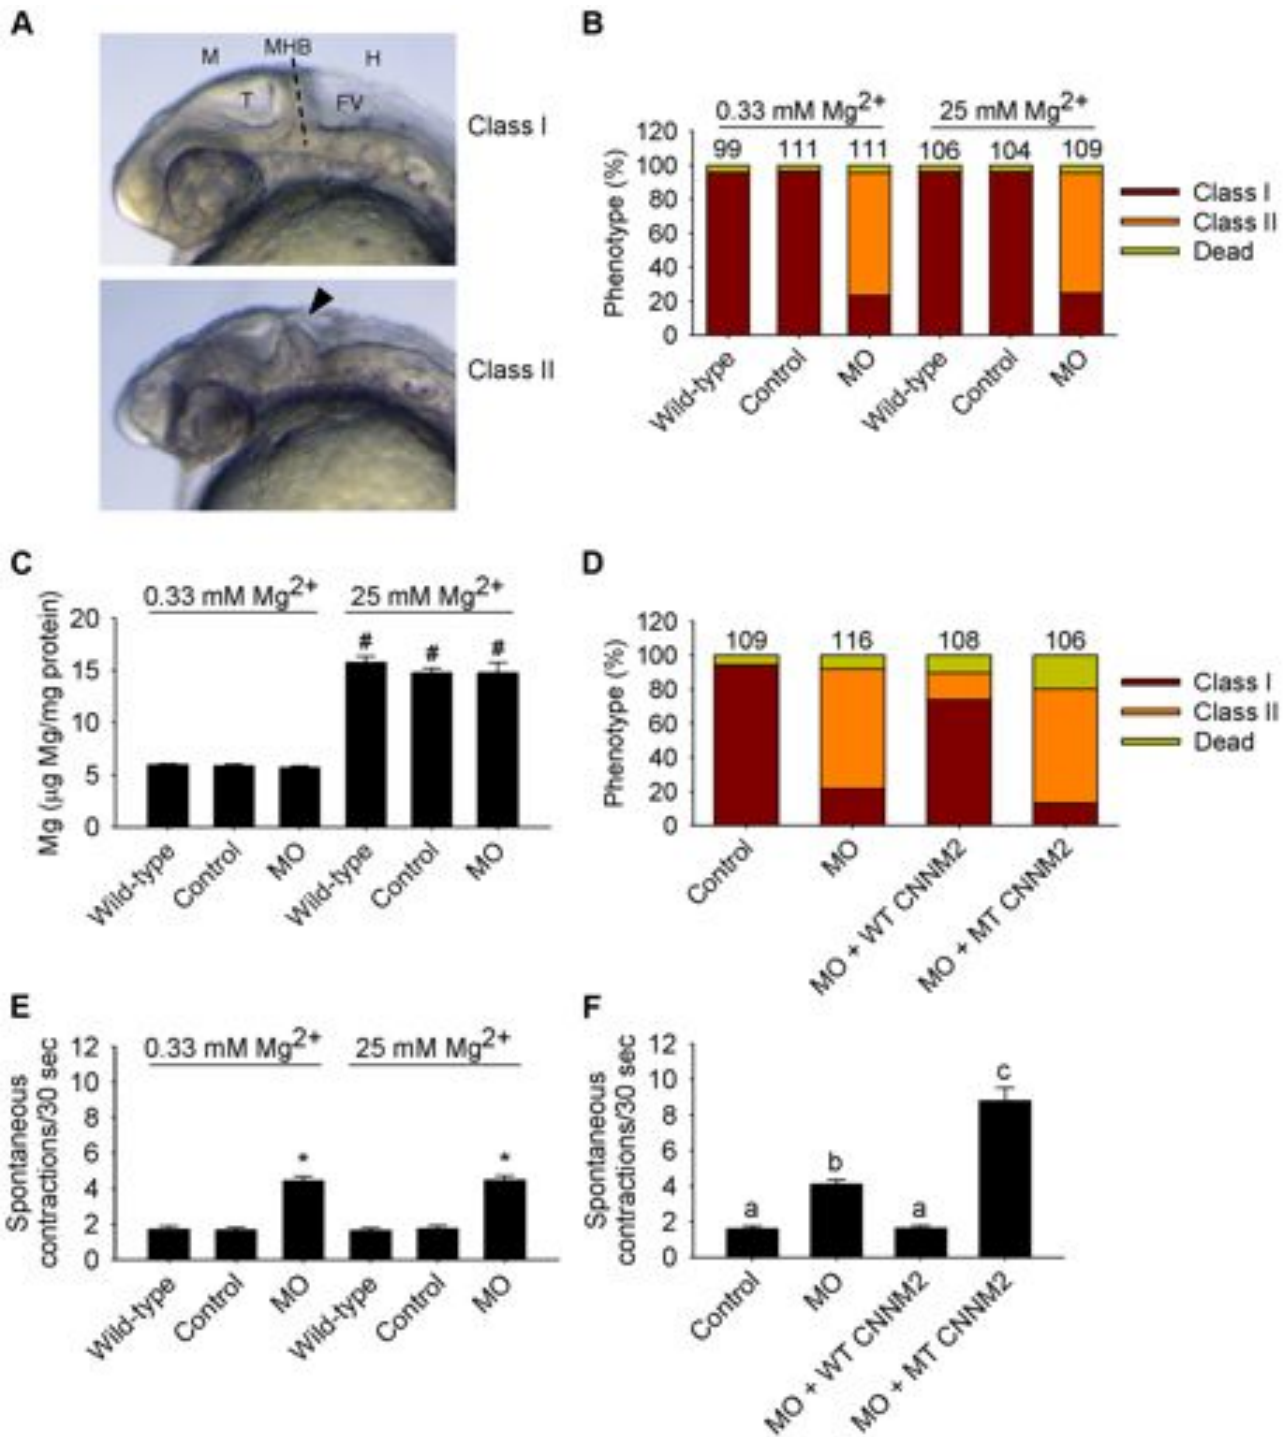 A
M
MHB
H
T
FV
Class I
Class II
B
0.33 mM Mg2+
25 mM Mg2+
Phenotype (%)
120
100
80
60
40
20
0
99
111
111
106
104
109
Wild-type
Control
MO
Wild-type
Control
MO
Class I
Class II
Dead
C
0.33 mM Mg2+
25 mM Mg2+
Mg (μg Mg/mg protein)
20
15
10
5
0
#
#
#
Wild-type
Control
MO
Wild-type
Control
MO
D
Phenotype (%)
120
100
80
60
40
20
0
109
116
108
106
Control
MO
MO + WT CNNM2
MO + MT CNNM2
Class I
Class II
Dead
E
0.33 mM Mg2+
25 mM Mg2+
Spontaneous
contractions/30 sec
12
10
8
6
4
2
0
*
*
Wild-type
Control
MO
Wild-type
Control
MO
F
Spontaneous
contractions/30 sec
12
10
8
6
4
2
0
a
b
a
c
Control
MO
MO + WT CNNM2
MO + MT CNNM2